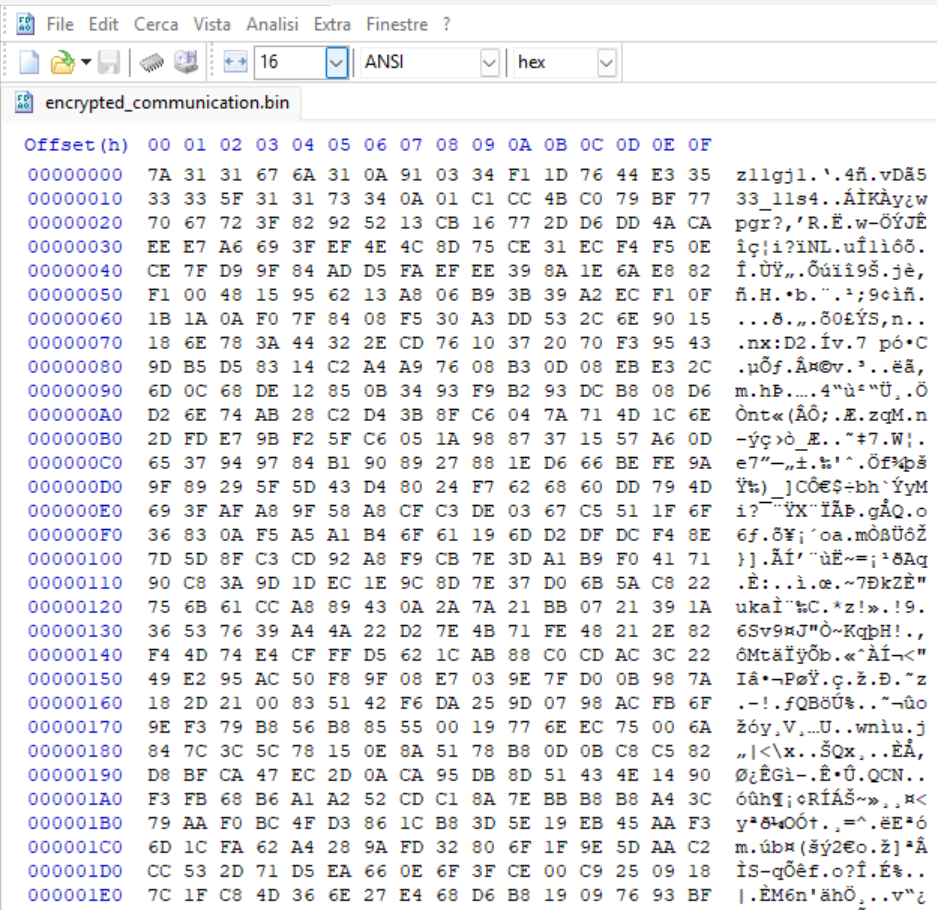 File Edit Cerca Vista Analisi Extra Finestre ?
16 ANSI hex
encrypted_communication.bin
Offset(h) 00 01 02 03 04 05 06 07 08 09 0A 0B 0C 0D 0E 0F
00000000 7A 31 31 67 6A 31 0A 91 03 34 F1 1D 76 44 E3 35 z11gj1.‘.4ñ.vDã5
00000010 33 33 5F 31 31 73 34 0A 01 C1 CC 4B C0 79 BF 77 33_11s4..ÁÌKÀy¿w
00000020 70 67 72 3F 82 92 52 13 CB 16 77 2D D6 DD 4A CA pgr?‚’R.Ë.w-ÖÝJÊ
00000030 EE E7 A6 69 3F EF 4E 4C 8D 75 CE 31 EC F4 F5 0E îç¦i?ïNL.uÎ1ìôõ.
00000040 CE 7F D9 9F 84 AD D5 FA EF EE 39 8A 1E 6A E8 82 Î.ÙŸ„.Õúïî9Š.jè‚
00000050 F1 00 48 15 95 62 13 A8 06 B9 3B 39 A2 EC F1 0F ñ.H.•b.¨.¹;9¢ìñ.
00000060 1B 1A 0A F0 7F 84 08 F5 30 A3 DD 53 2C 6E 90 15 ...ð.„.õ0£ÝS,n..
00000070 18 6E 78 3A 44 32 2E CD 76 10 37 20 70 F3 95 43 .nx:D2.Ív.7 pó•C
00000080 9D B5 D5 83 14 C2 A4 A9 76 08 B3 0D 08 EB E3 2C .µÕƒ.Â¤©v.³..ëã,
00000090 6D 0C 68 DE 12 85 0B 34 93 F9 B2 93 DC B8 08 D6 m.hÞ.….4“ù²“Ü¸.Ö
000000A0 D2 6E 74 AB 28 C2 D4 3B 8F C6 04 7A 71 4D 1C 6E Ònt«(ÂÔ;.Æ.zqM.n
000000B0 2D FD E7 9B F2 5F C6 05 1A 98 87 37 15 57 A6 0D -ýç›ò_Æ..˜‡7.W¦.
000000C0 65 37 94 97 84 B1 90 89 27 88 1E D6 66 BE FE 9A e7”—„±.‰'ˆ.Öf¾þš
000000D0 9F 89 29 5F 5D 43 D4 80 24 F7 62 68 60 DD 79 4D Ÿ‰)_]CÔ€$÷bh`ÝyM
000000E0 69 3F AF A8 9F 58 A8 CF C3 DE 03 67 C5 51 1F 6F i?¯¨ŸX¨ÏÃÞ.gÅQ.o
000000F0 36 83 0A F5 A5 A1 B4 6F 61 19 6D D2 DF DC F4 8E 6ƒ.õ¥¡´oa.mÒßÜôŽ
00000100 7D 5D 8F C3 CD 92 A8 F9 CB 7E 3D A1 B9 F0 41 71 }].ÃÍ’¨ùË~=¡¹ðAq
00000110 90 C8 3A 9D 1D EC 1E 9C 8D 7E 37 D0 6B 5A C8 22 .È:..ì.œ.~7ÐkZÈ"
00000120 75 6B 61 CC A8 89 43 0A 2A 7A 21 BB 07 21 39 1A ukaÌ¨‰C.*z!».!9.
00000130 36 53 76 39 A4 4A 22 D2 7E 4B 71 FE 48 21 2E 82 6Sv9¤J"Ò~KqþH!.‚
00000140 F4 4D 74 E4 CF FF D5 62 1C AB 88 C0 CD AC 3C 22 ôMtäÏÿÕb.«ˆÀÍ¬<"
00000150 49 E2 95 AC 50 F8 9F 08 E7 03 9E 7F D0 0B 98 7A Iâ•¬PøŸ.ç.ž.Ð.˜z
00000160 18 2D 21 00 83 51 42 F6 DA 25 9D 07 98 AC FB 6F .-!.ƒQBöÚ%..˜¬ûo
00000170 9E F3 79 B8 56 B8 85 55 00 19 77 6E EC 75 00 6A žóy¸V¸…U..wnìu.j
00000180 84 7C 3C 5C 78 15 0E 8A 51 78 B8 0D 0B C8 C5 82 „|<\x..ŠQx¸..ÈÅ‚
00000190 D8 BF CA 47 EC 2D 0A CA 95 DB 8D 51 43 4E 14 90 Ø¿ÊGì-.Ê•Û.QCN..
000001A0 F3 FB 68 B6 A1 A2 52 CD C1 8A 7E BB B8 B8 A4 3C óûh¶¡¢RÍÁŠ~»¸¸¤<
000001B0 79 AA F0 BC 4F D3 86 1C B8 3D 5E 19 EB 45 AA F3 yªð¼OÓ†.¸=^.ëEªó
000001C0 6D 1C FA 62 A4 28 9A FD 32 80 6F 1F 9E 5D AA C2 m.úb¤(šý2€o.ž]ªÂ
000001D0 CC 53 2D 71 D5 EA 66 0E 6F 3F CE 00 C9 25 09 18 ÌS-qÕêf.o?Î.É%..
000001E0 7C 1F C8 4D 36 6E 27 E4 68 D6 B8 19 09 76 93 BF |.ÈM6n'ähÖ¸..v“¿